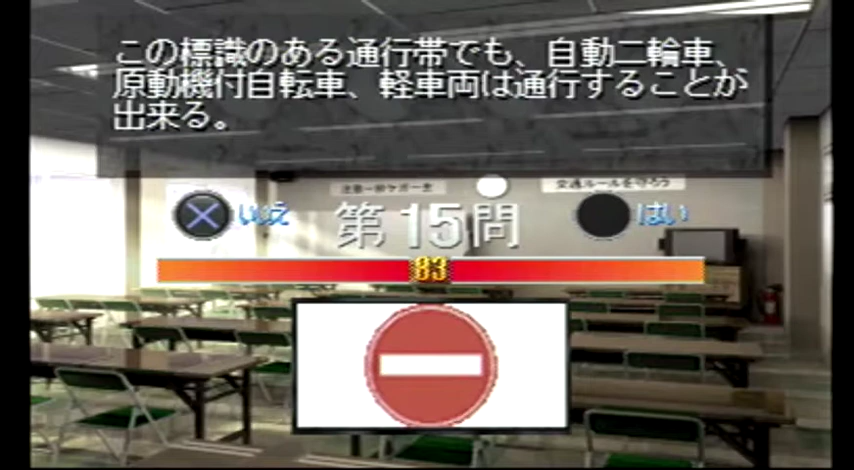 この標識のある通行帯でも、自動二輪車、
原動機付自転車、軽車両は通行することが
出来る。
交通ルールを守ろう
いいえ
第15問
はい
83